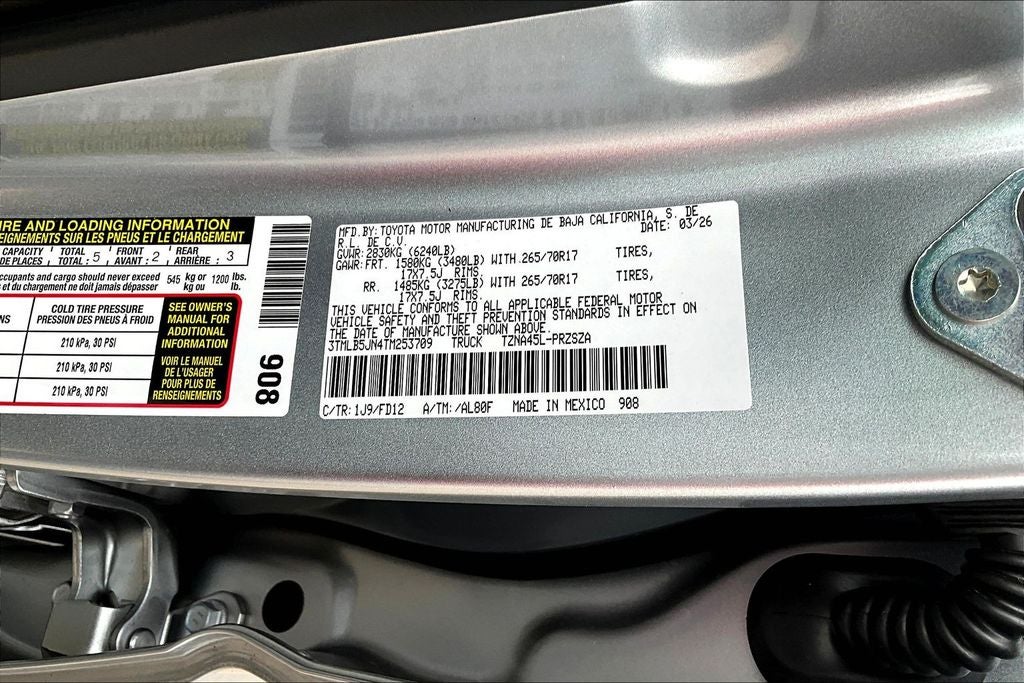 IRE AND LOADING INFORMATION
SEIGNEMENTS SUR LES PNEUS ET LE CHARGEMENT
CAPACITY TOTAL: 5 FRONT 2 REAR 3
DE PLACES TOTAL: AVANT: ARRIÈRE:
occupants and cargo should never exceed 545 kg or 1200 lbs.
et du chargement ne doit jamais dépasser kg ou lb.
COLD TIRE PRESSURE
PRESSION DES PNEUS À FROID
210 kPa, 30 PSI
210 kPa, 30 PSI
210 kPa, 30 PSI
SEE OWNER'S
MANUAL FOR
ADDITIONAL
INFORMATION
VOIR LE MANUEL
DE L'USAGER
POUR PLUS DE
RENSEIGNEMENTS
908
MFD.BY: TOYOTA MOTOR MANUFACTURING DE BAJA CALIFORNIA, S. DE
R.L. DE C.V. DATE: 03/26
GVWR: 2830KG (6240LB)
GAWR: FRT. 1580KG (3480LB) WITH 265/70R17 TIRES,
17X7.5J RIMS.
RR. 1485KG (3275LB) WITH 265/70R17 TIRES,
17X7.5J RIMS.
THIS VEHICLE CONFORMS TO ALL APPLICABLE FEDERAL MOTOR
VEHICLE SAFETY AND THEFT PREVENTION STANDARDS IN EFFECT ON
THE DATE OF MANUFACTURE SHOWN ABOVE.
3TMLB5JN4TM253709 TRUCK TZNA45L-PRZSZA
C/TR: 1J9/FD12 A/TM: /AL80F MADE IN MEXICO 908